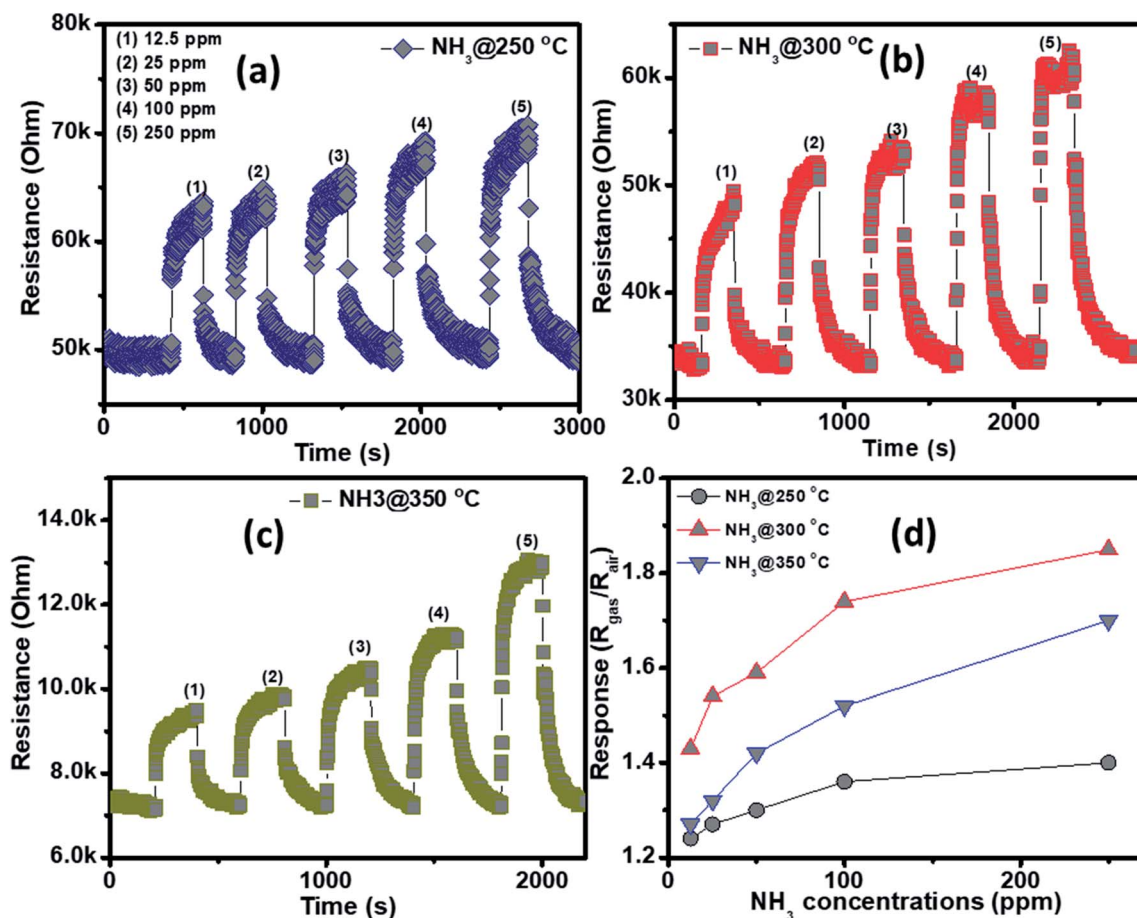 80k
70k
60k
50k
Resistance (Ohm)
(1) 12.5 ppm
(2) 25 ppm
(3) 50 ppm
(4) 100 ppm
(5) 250 ppm
(a)
NH3@250 °C
(1)
(2)
(3)
(4)
(5)
0 1000 2000 3000
Time (s)
60k
50k
40k
30k
Resistance (Ohm)
NH3@300 °C
(b)
(1)
(2)
(3)
(4)
(5)
0 1000 2000
Time (s)
14.0k
12.0k
10.0k
8.0k
6.0k
Resistance (Ohm)
NH3@350 °C
(c)
(1)
(2)
(3)
(4)
(5)
0 1000 2000
Time (s)
2.0
1.8
1.6
1.4
1.2
Response (Rgas/Rair)
NH3@250 °C
NH3@300 °C
NH3@350 °C
(d)
0 100 200
NH3 concentrations (ppm)